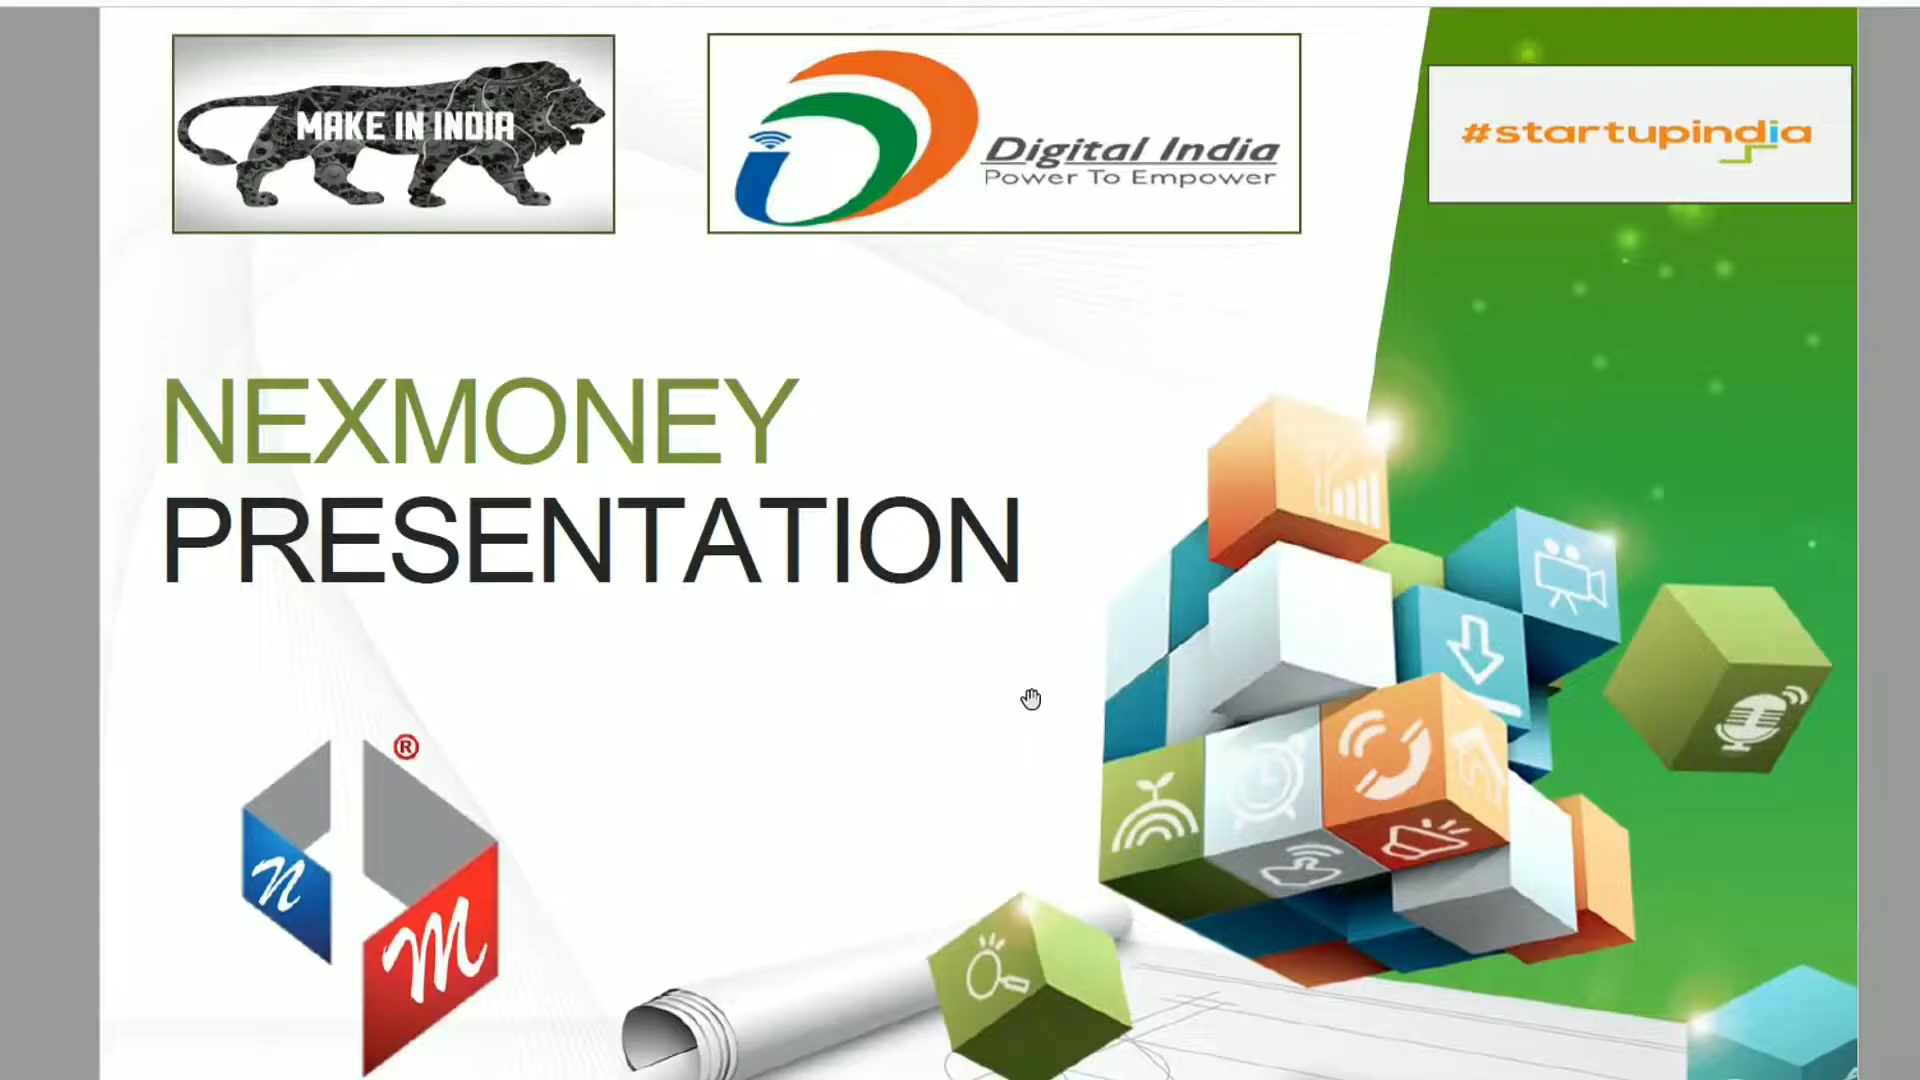 MAKE IN INDIA
Digital India
Power To Empower
#startupindia
NEXMONEY
PRESENTATION
®
n
M